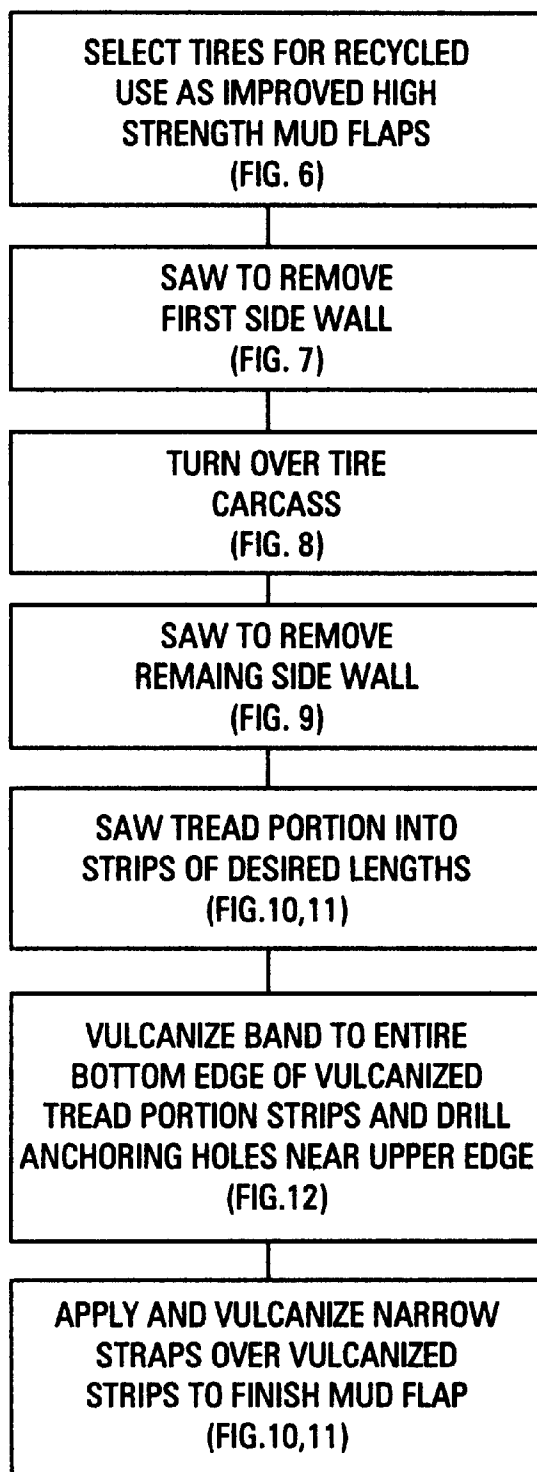 SELECT TIRES FOR RECYCLED
USE AS IMPROVED HIGH
STRENGTH MUD FLAPS
(FIG. 6)
SAW TO REMOVE
FIRST SIDE WALL
(FIG. 7)
TURN OVER TIRE
CARCASS
(FIG. 8)
SAW TO REMOVE
REMAING SIDE WALL
(FIG. 9)
SAW TREAD PORTION INTO
STRIPS OF DESIRED LENGTHS
(FIG.10,11)
VULCANIZE BAND TO ENTIRE
BOTTOM EDGE OF VULCANIZED
TREAD PORTION STRIPS AND DRILL
ANCHORING HOLES NEAR UPPER EDGE
(FIG.12)
APPLY AND VULCANIZE NARROW
STRAPS OVER VULCANIZED
STRIPS TO FINISH MUD FLAP
(FIG.10,11)